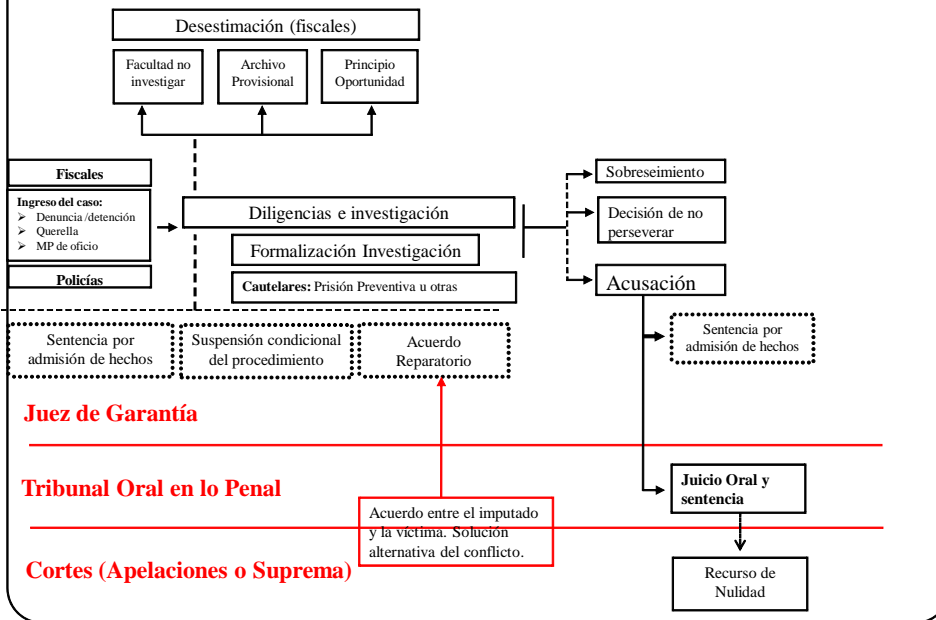 Desestimación (fiscales)
Facultad no
investigar
Archivo
Provisional
Principio
Oportunidad
Fiscales
Ingreso del caso:
➢ Denuncia /detención
➢ Querella
➢ MP de oficio
Policías
Diligencias e investigación
Formalización Investigación
Cautelares: Prisión Preventiva u otras
Sobreseimiento
Decisión de no
perseverar
Acusación
Sentencia por
admisión de hechos
Suspensión condicional
del procedimiento
Acuerdo
Reparatorio
Sentencia por
admisión de hechos
Juez de Garantía
Tribunal Oral en lo Penal
Juicio Oral y
sentencia
Acuerdo entre el imputado
y la víctima. Solución
alternativa del conflicto.
Cortes (Apelaciones o Suprema)
Recurso de
Nulidad